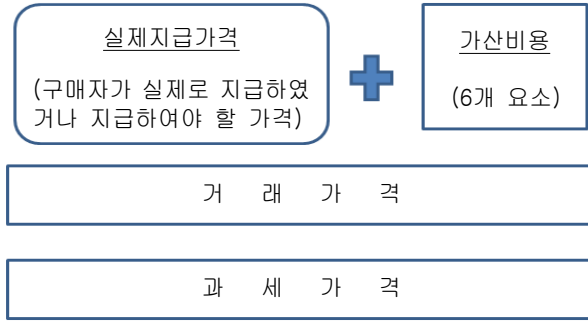 실제지급가격
(구매자가 실제로 지급하였
거나 지급하여야 할 가격)
가산비용
(6개 요소)
거 래 가 격
과 세 가 격